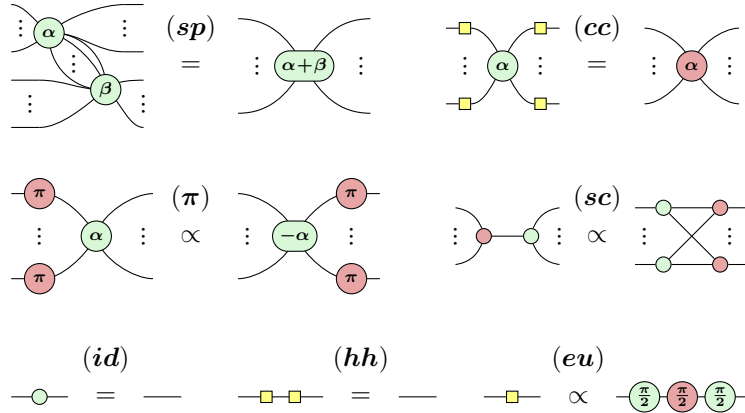 α ⋮ ⋮ (sp) ⋮ α+β ⋮ = ⋮ β ⋮
⋮ α ⋮ (cc) = ⋮ α ⋮
π π ⋮ α ⋮ (π) ∝ ⋮ −α ⋮ π π
⋮ ⋮ (sc) ∝ ⋮ ⋮
(id) =
(hh) =
(eu) ∝ π/2 π/2 π/2